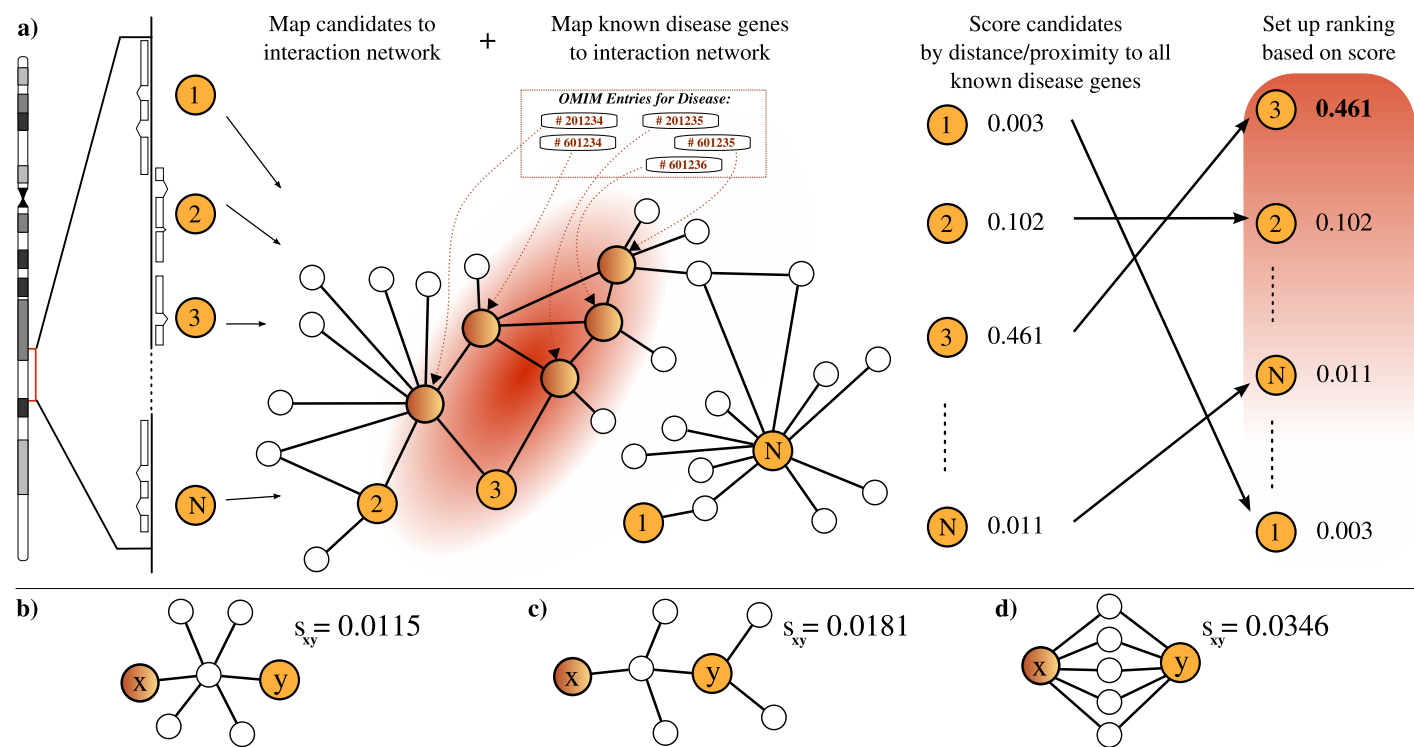 a)
Map candidates to
interaction network
+
Map known disease genes
to interaction network
Score candidates
by distance/proximity to all
known disease genes
Set up ranking
based on score
OMIM Entries for Disease:
# 201234
# 201235
# 601234
# 601235
# 601236
1
2
3
N
2
3
1
N
1 0.003
2 0.102
3 0.461
N 0.011
3 0.461
2 0.102
N 0.011
1 0.003
b)
x
y
sxy = 0.0115
c)
x
y
sxy = 0.0181
d)
x
y
sxy = 0.0346